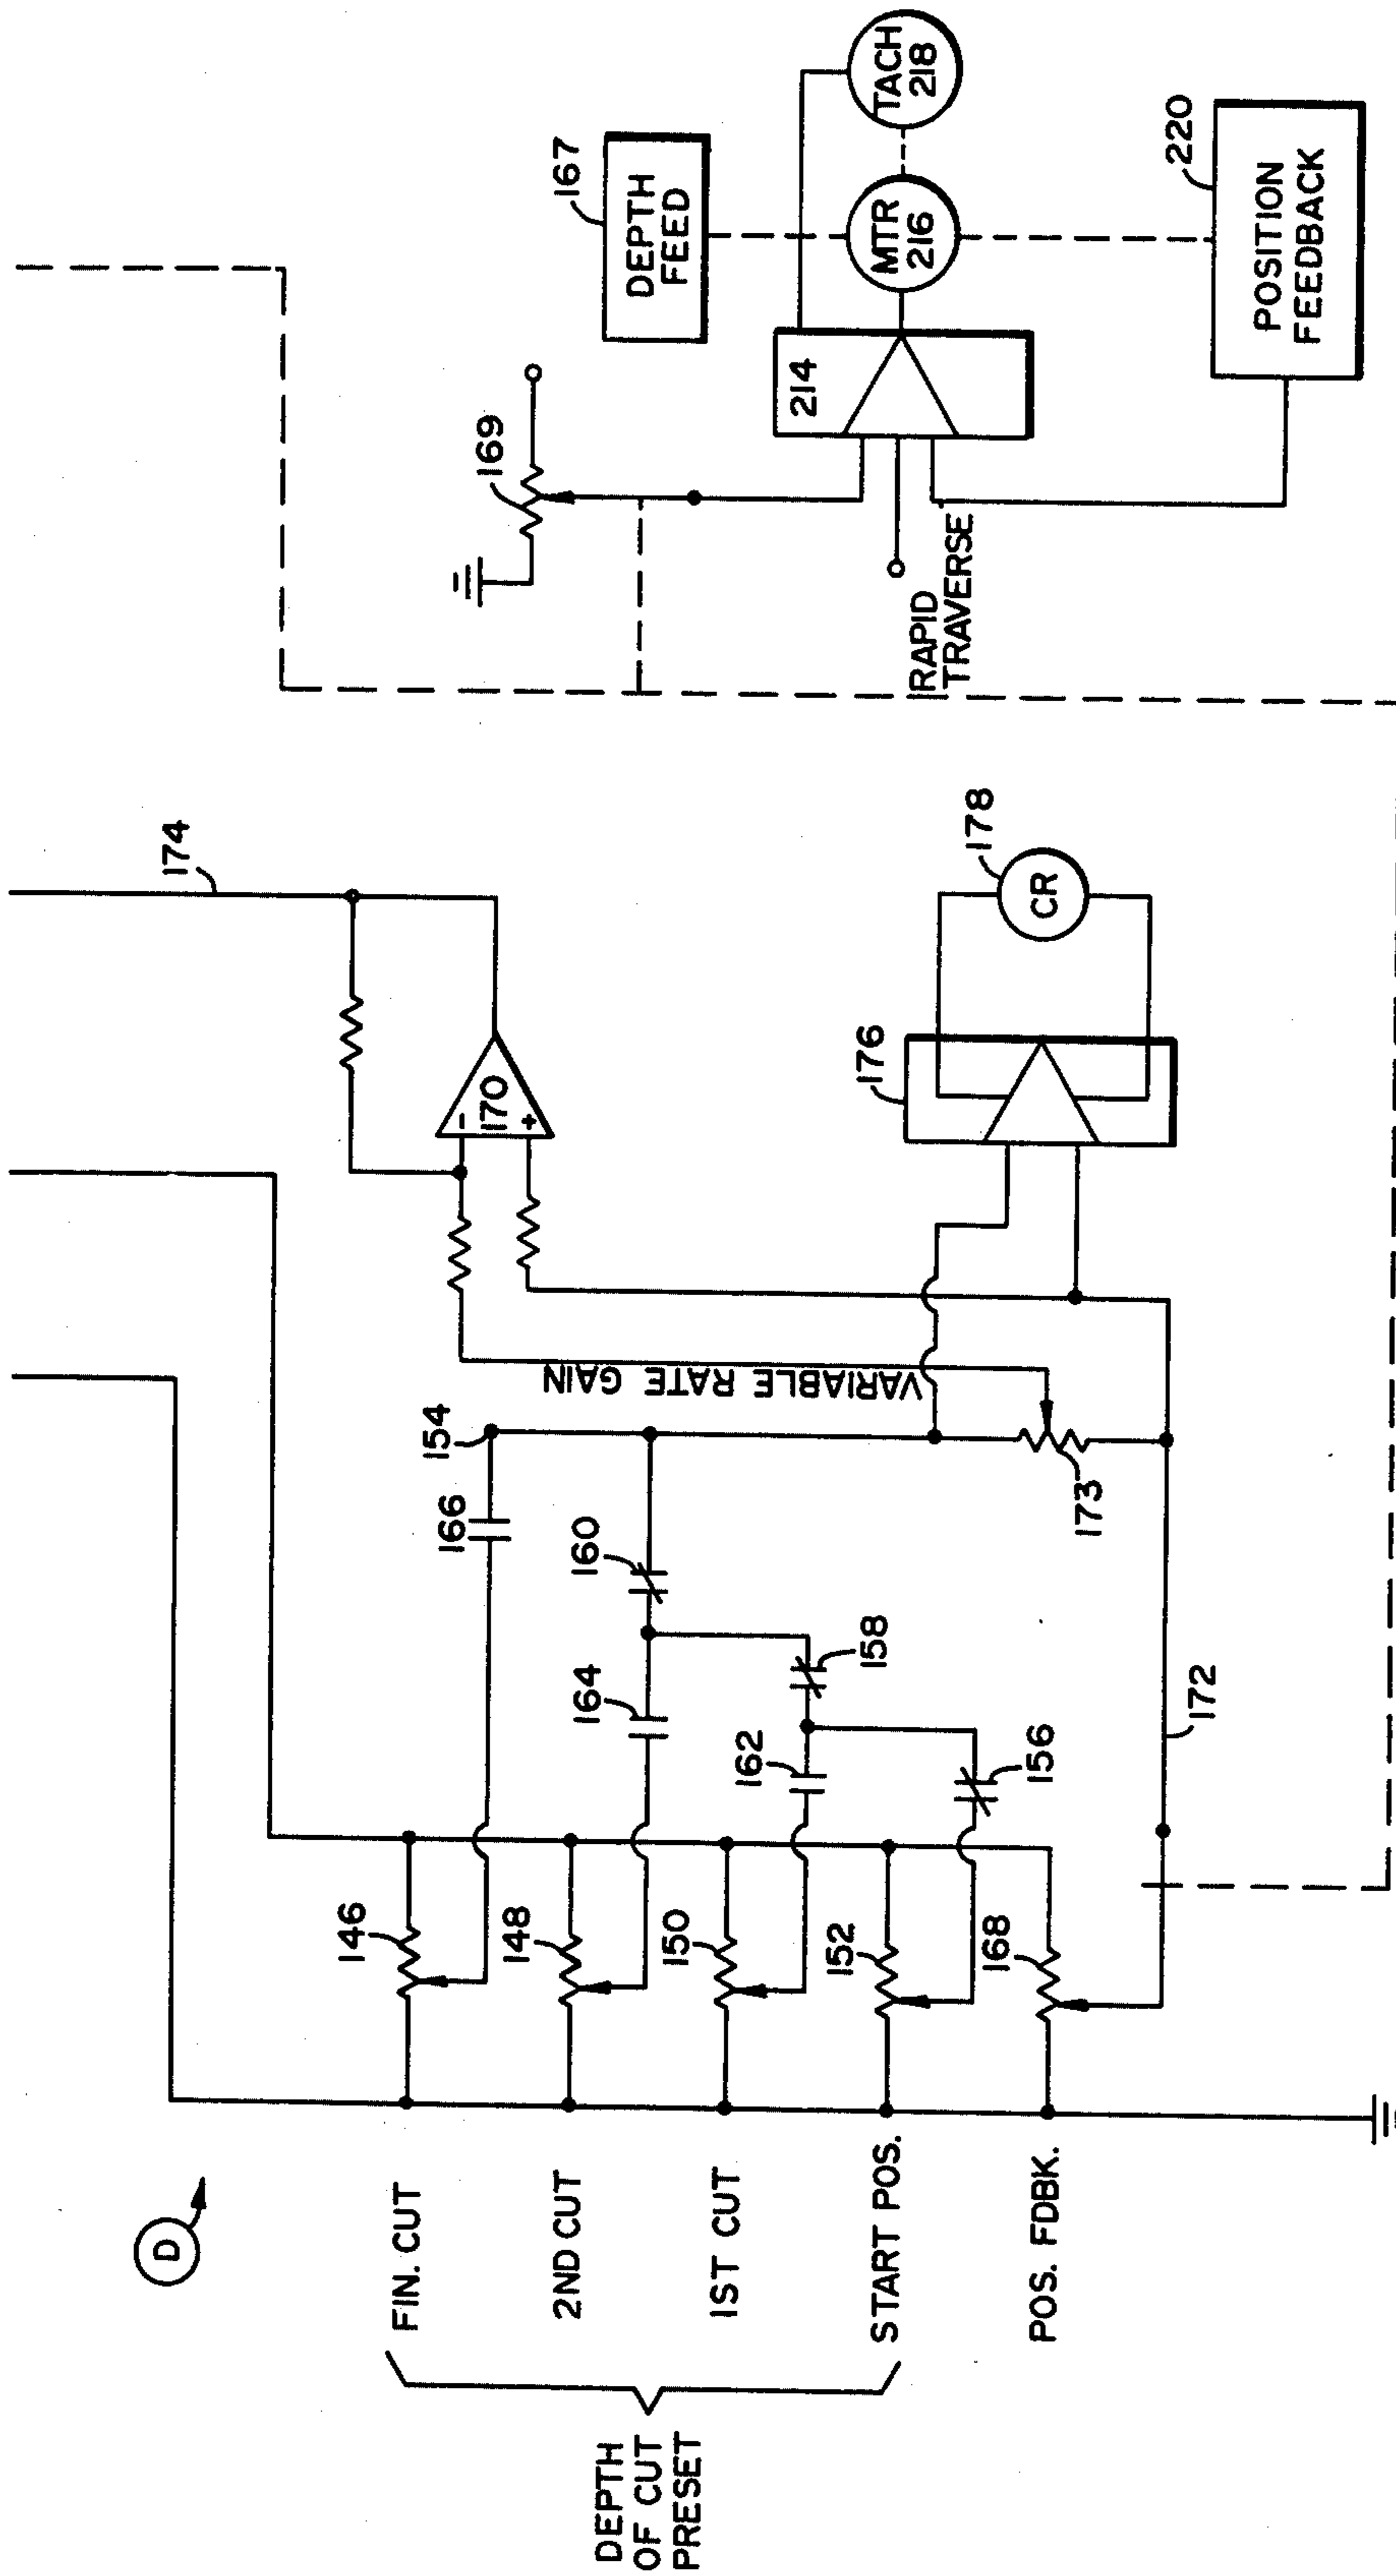 D
FIN. CUT
2ND CUT
1ST CUT
START POS.
POS. FDBK.
DEPTH
OF CUT
PRESET
146
148
150
152
168
166
164
162
156
158
160
154
172
173
VARIABLE RATE GAIN
-
170
+
174
176
CR
178
RAPID
TRAVERSE
169
214
DEPTH
FEED
167
MTR
216
TACH
218
POSITION
FEEDBACK
220